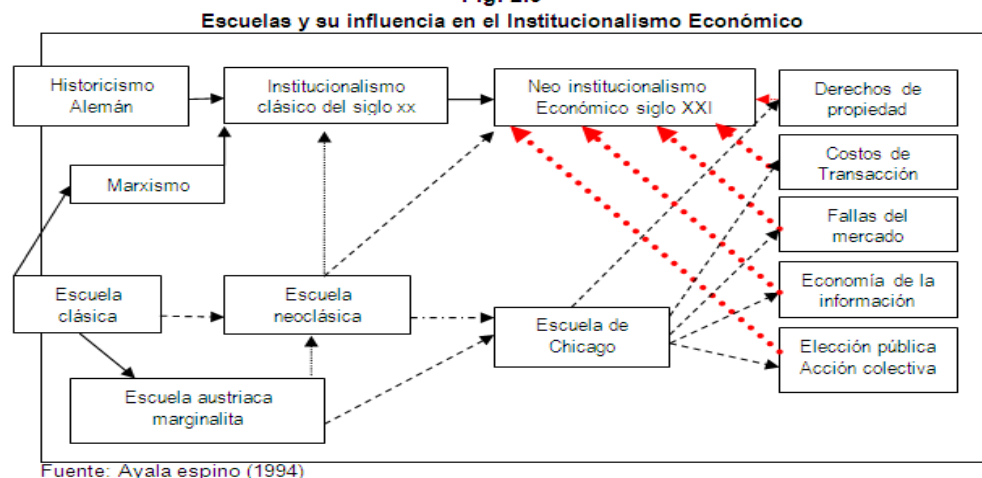 Escuelas y su influencia en el Institucionalismo Económico
Historicismo
Alemán
Institucionalismo
clásico del siglo xx
Neo institucionalismo
Económico siglo XXI
Derechos de
propiedad
Costos de
Transacción
Marxismo
Fallas del
mercado
Escuela
clásica
Escuela
neoclásica
Economía de la
información
Escuela de
Chicago
Elección pública
Acción colectiva
Escuela austriaca
marginalita
Fuente: Ayala espino (1994)